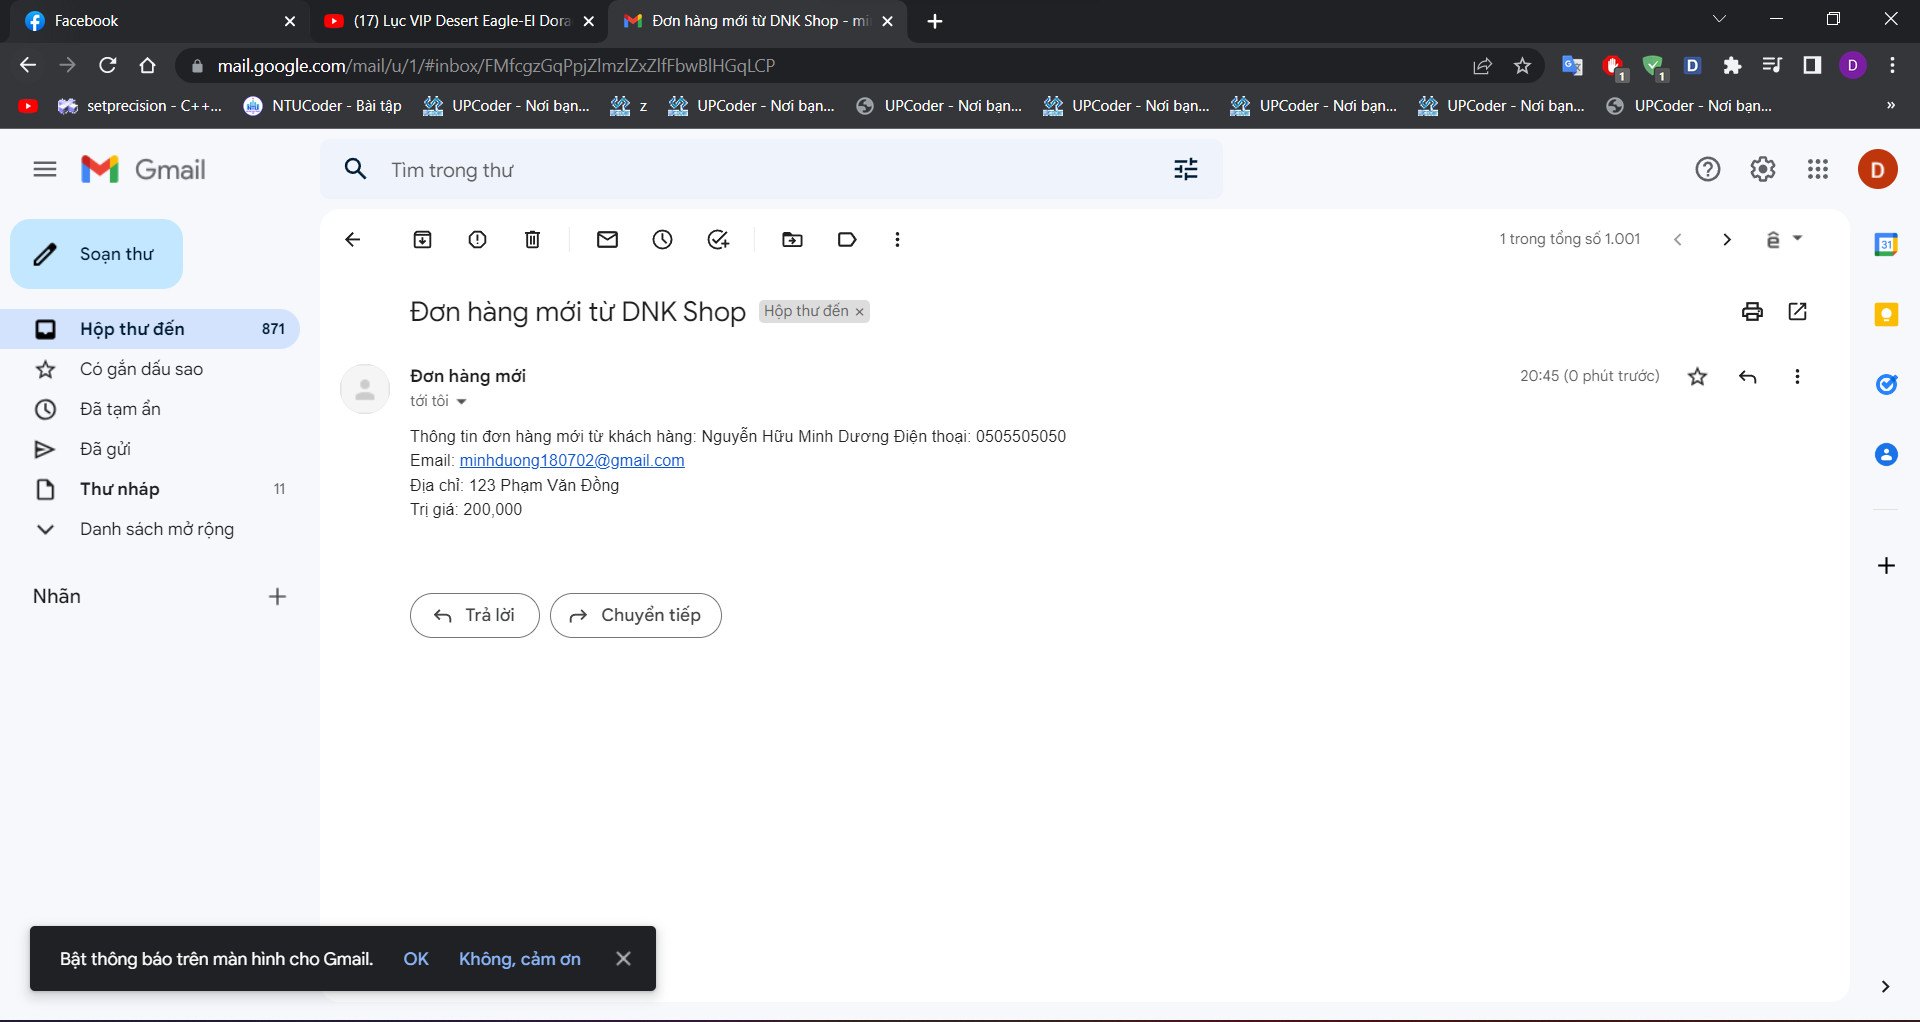 Facebook
(17) Lục VIP Desert Eagle-El Dora
Đơn hàng mới từ DNK Shop - mi
mail.google.com/mail/u/1/#inbox/FMfcgzGqPpjZlmzlZxZlfFbwBlHGqLCP
1
1
D
D
setprecision - C++...
NTUCoder - Bài tập
UPCoder - Nơi bạn...
z
UPCoder - Nơi bạn...
UPCoder - Nơi bạn...
UPCoder - Nơi bạn...
UPCoder - Nơi bạn...
UPCoder - Nơi bạn...
UPCoder - Nơi bạn...
»
Gmail
Tìm trong thư
D
Soạn thư
1 trong tổng số 1.001
ê
31
Đơn hàng mới từ DNK Shop
Hộp thư đến ×
Hộp thư đến 871
Có gắn dấu sao
Đã tạm ẩn
Đã gửi
Thư nháp 11
Danh sách mở rộng
Nhãn
Đơn hàng mới
20:45 (0 phút trước)
tới tôi
Thông tin đơn hàng mới từ khách hàng: Nguyễn Hữu Minh Dương Điện thoại: 0505505050
Email: minhduong180702@gmail.com
Địa chỉ: 123 Phạm Văn Đồng
Trị giá: 200,000
Trả lời
Chuyển tiếp
Bật thông báo trên màn hình cho Gmail. OK Không, cảm ơn